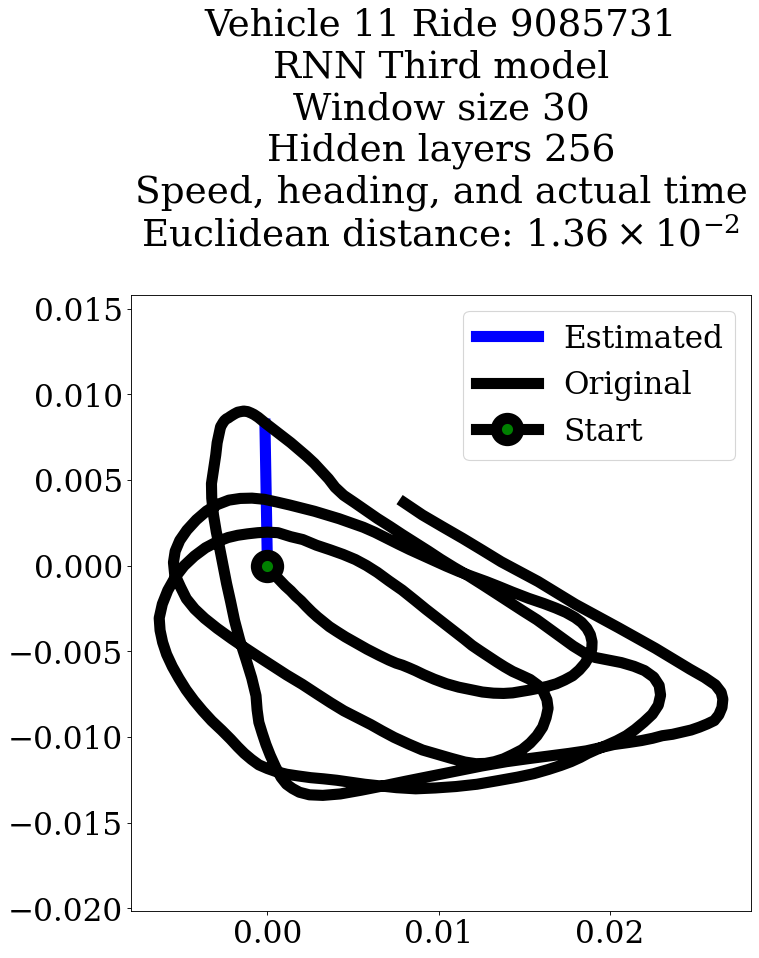 Vehicle 11 Ride 9085731
RNN Third model
Window size 30
Hidden layers 256
Speed, heading, and actual time
Euclidean distance: 1.36 × 10⁻²
Estimated
Original
Start
0.015
0.010
0.005
0.000
−0.005
−0.010
−0.015
−0.020
0.00 0.01 0.02